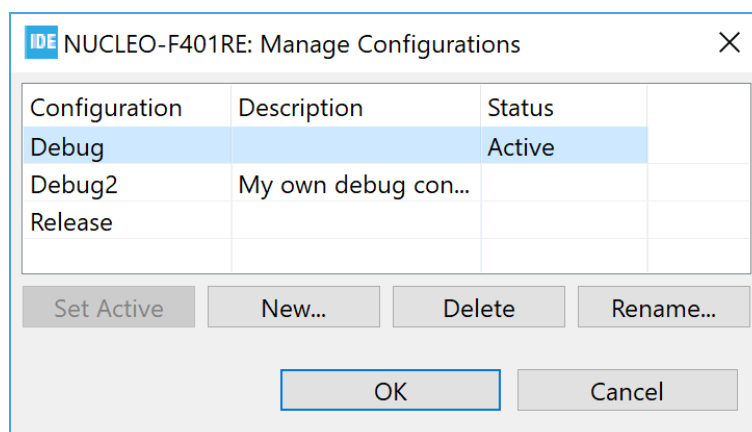 IDE NUCLEO-F401RE: Manage Configurations
Configuration Description Status
Debug Active
Debug2 My own debug con...
Release
Set Active New... Delete Rename...
OK Cancel